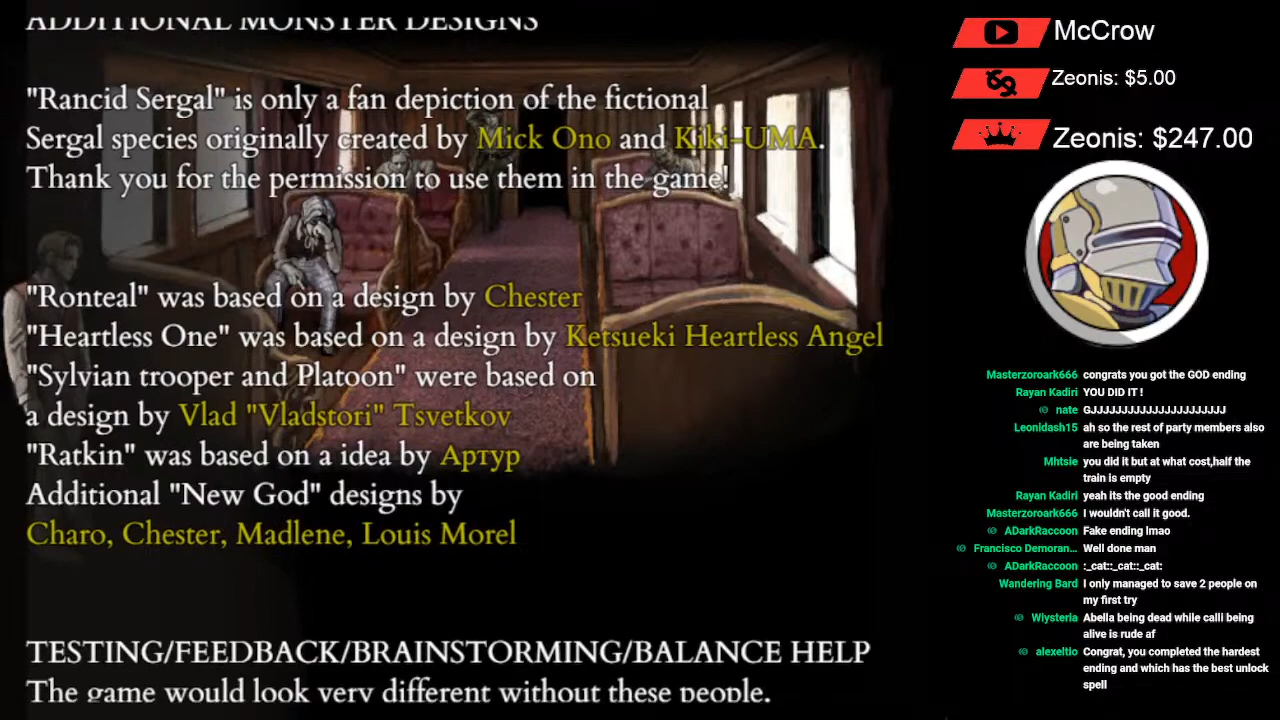 ADDITIONAL MONSTER DESIGNS
"Rancid Sergal" is only a fan depiction of the fictional
Sergal species originally created by Mick Ono and Kiki-UMA.
Thank you for the permission to use them in the game!
"Ronteal" was based on a design by Chester
"Heartless One" was based on a design by Ketsueki Heartless Angel
"Sylvian trooper and Platoon" were based on
a design by Vlad "Vladstori" Tsvetkov
"Ratkin" was based on a idea by Артур
Additional "New God" designs by
Charo, Chester, Madlene, Louis Morel
TESTING/FEEDBACK/BRAINSTORMING/BALANCE HELP
The game would look very different without these people.
McCrow
Zeonis: $5.00
Zeonis: $247.00
Masterzoroark666 congrats you got the GOD ending
Rayan Kadiri YOU DID IT !
nate GJJJJJJJJJJJJJJJJJJJJJJ
Leonidash15 ah so the rest of party members also
are being taken
Mhtsie you did it but at what cost,half the
train is empty
Rayan Kadiri yeah its the good ending
Masterzoroark666 I wouldn't call it good.
ADarkRaccoon Fake ending lmao
Francisco Demoran... Well done man
ADarkRaccoon :_cat::_cat::_cat:
Wandering Bard I only managed to save 2 people on
my first try
Wiysteria Abella being dead while calli being
alive is rude af
alexeltio Congrat, you completed the hardest
ending and which has the best unlock
spell